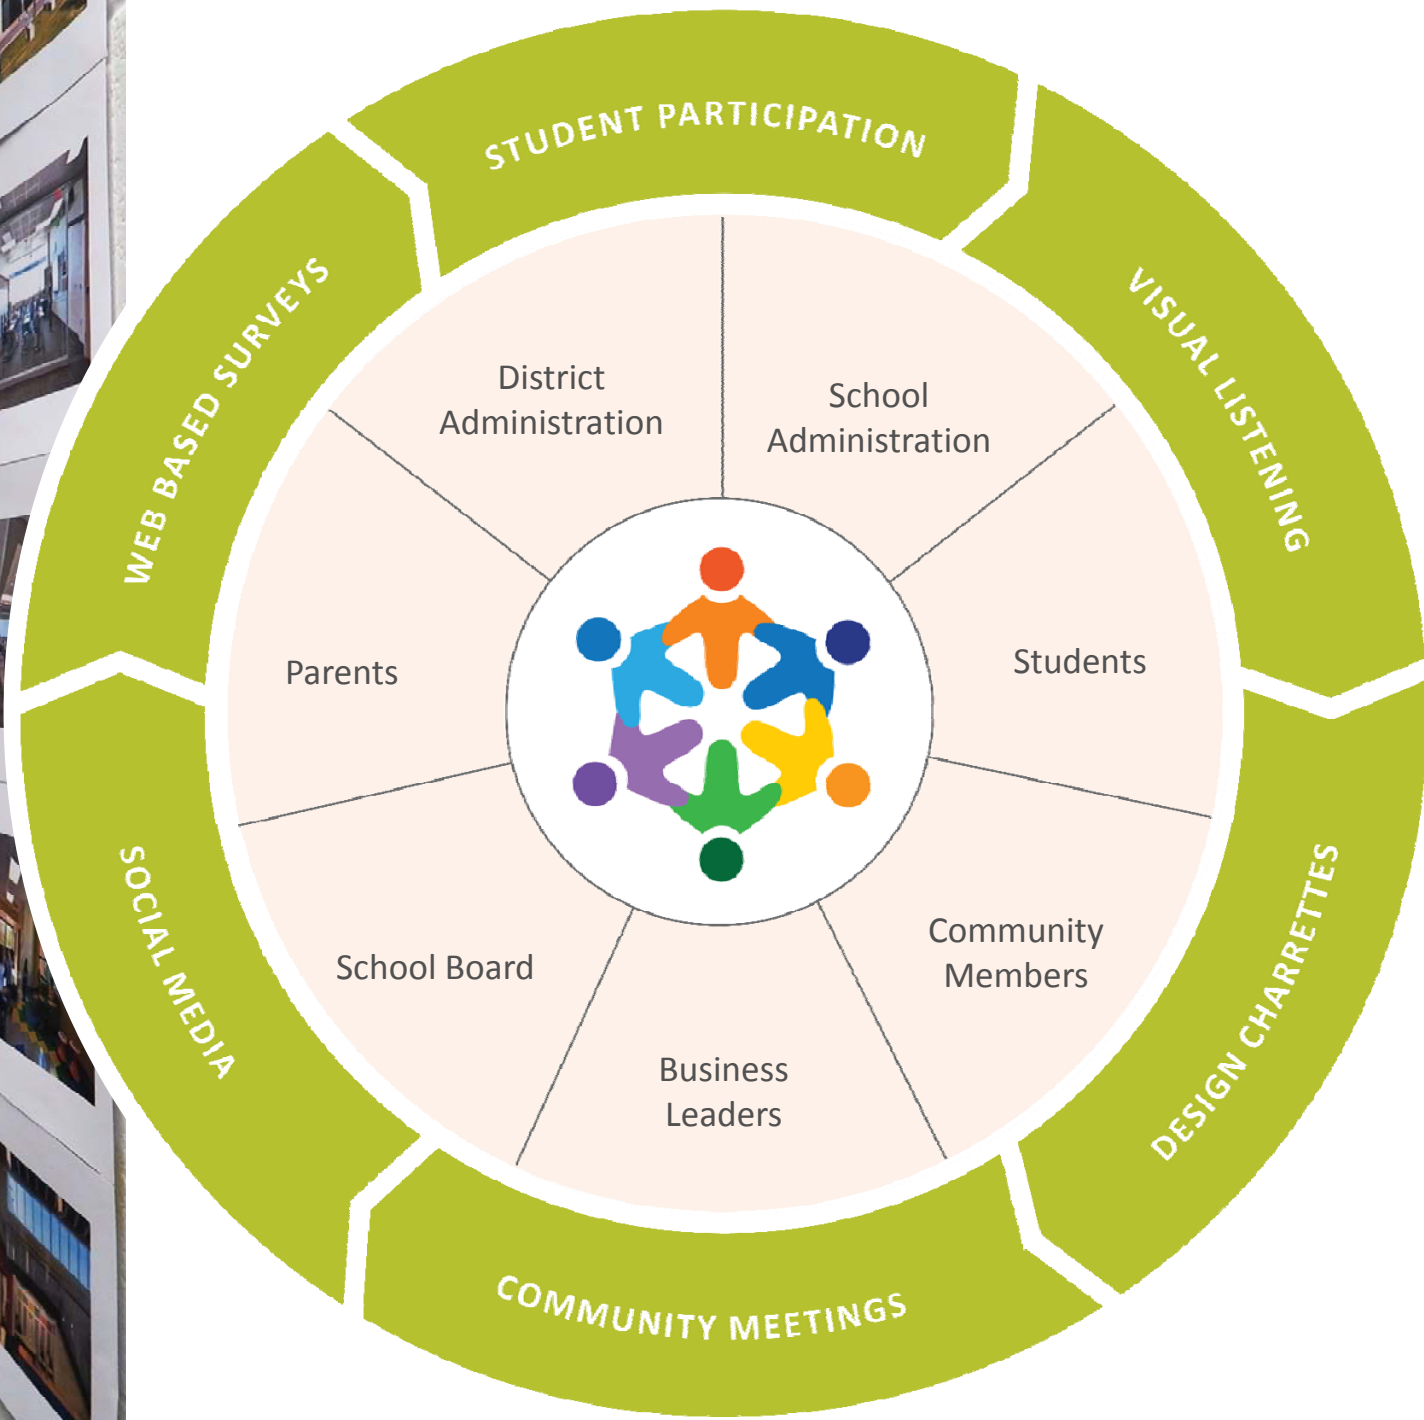 STUDENT PARTICIPATION
VISUAL LISTENING
DESIGN CHARRETTES
COMMUNITY MEETINGS
SOCIAL MEDIA
WEB BASED SURVEYS
District
Administration
School
Administration
Students
Community
Members
Business
Leaders
School Board
Parents